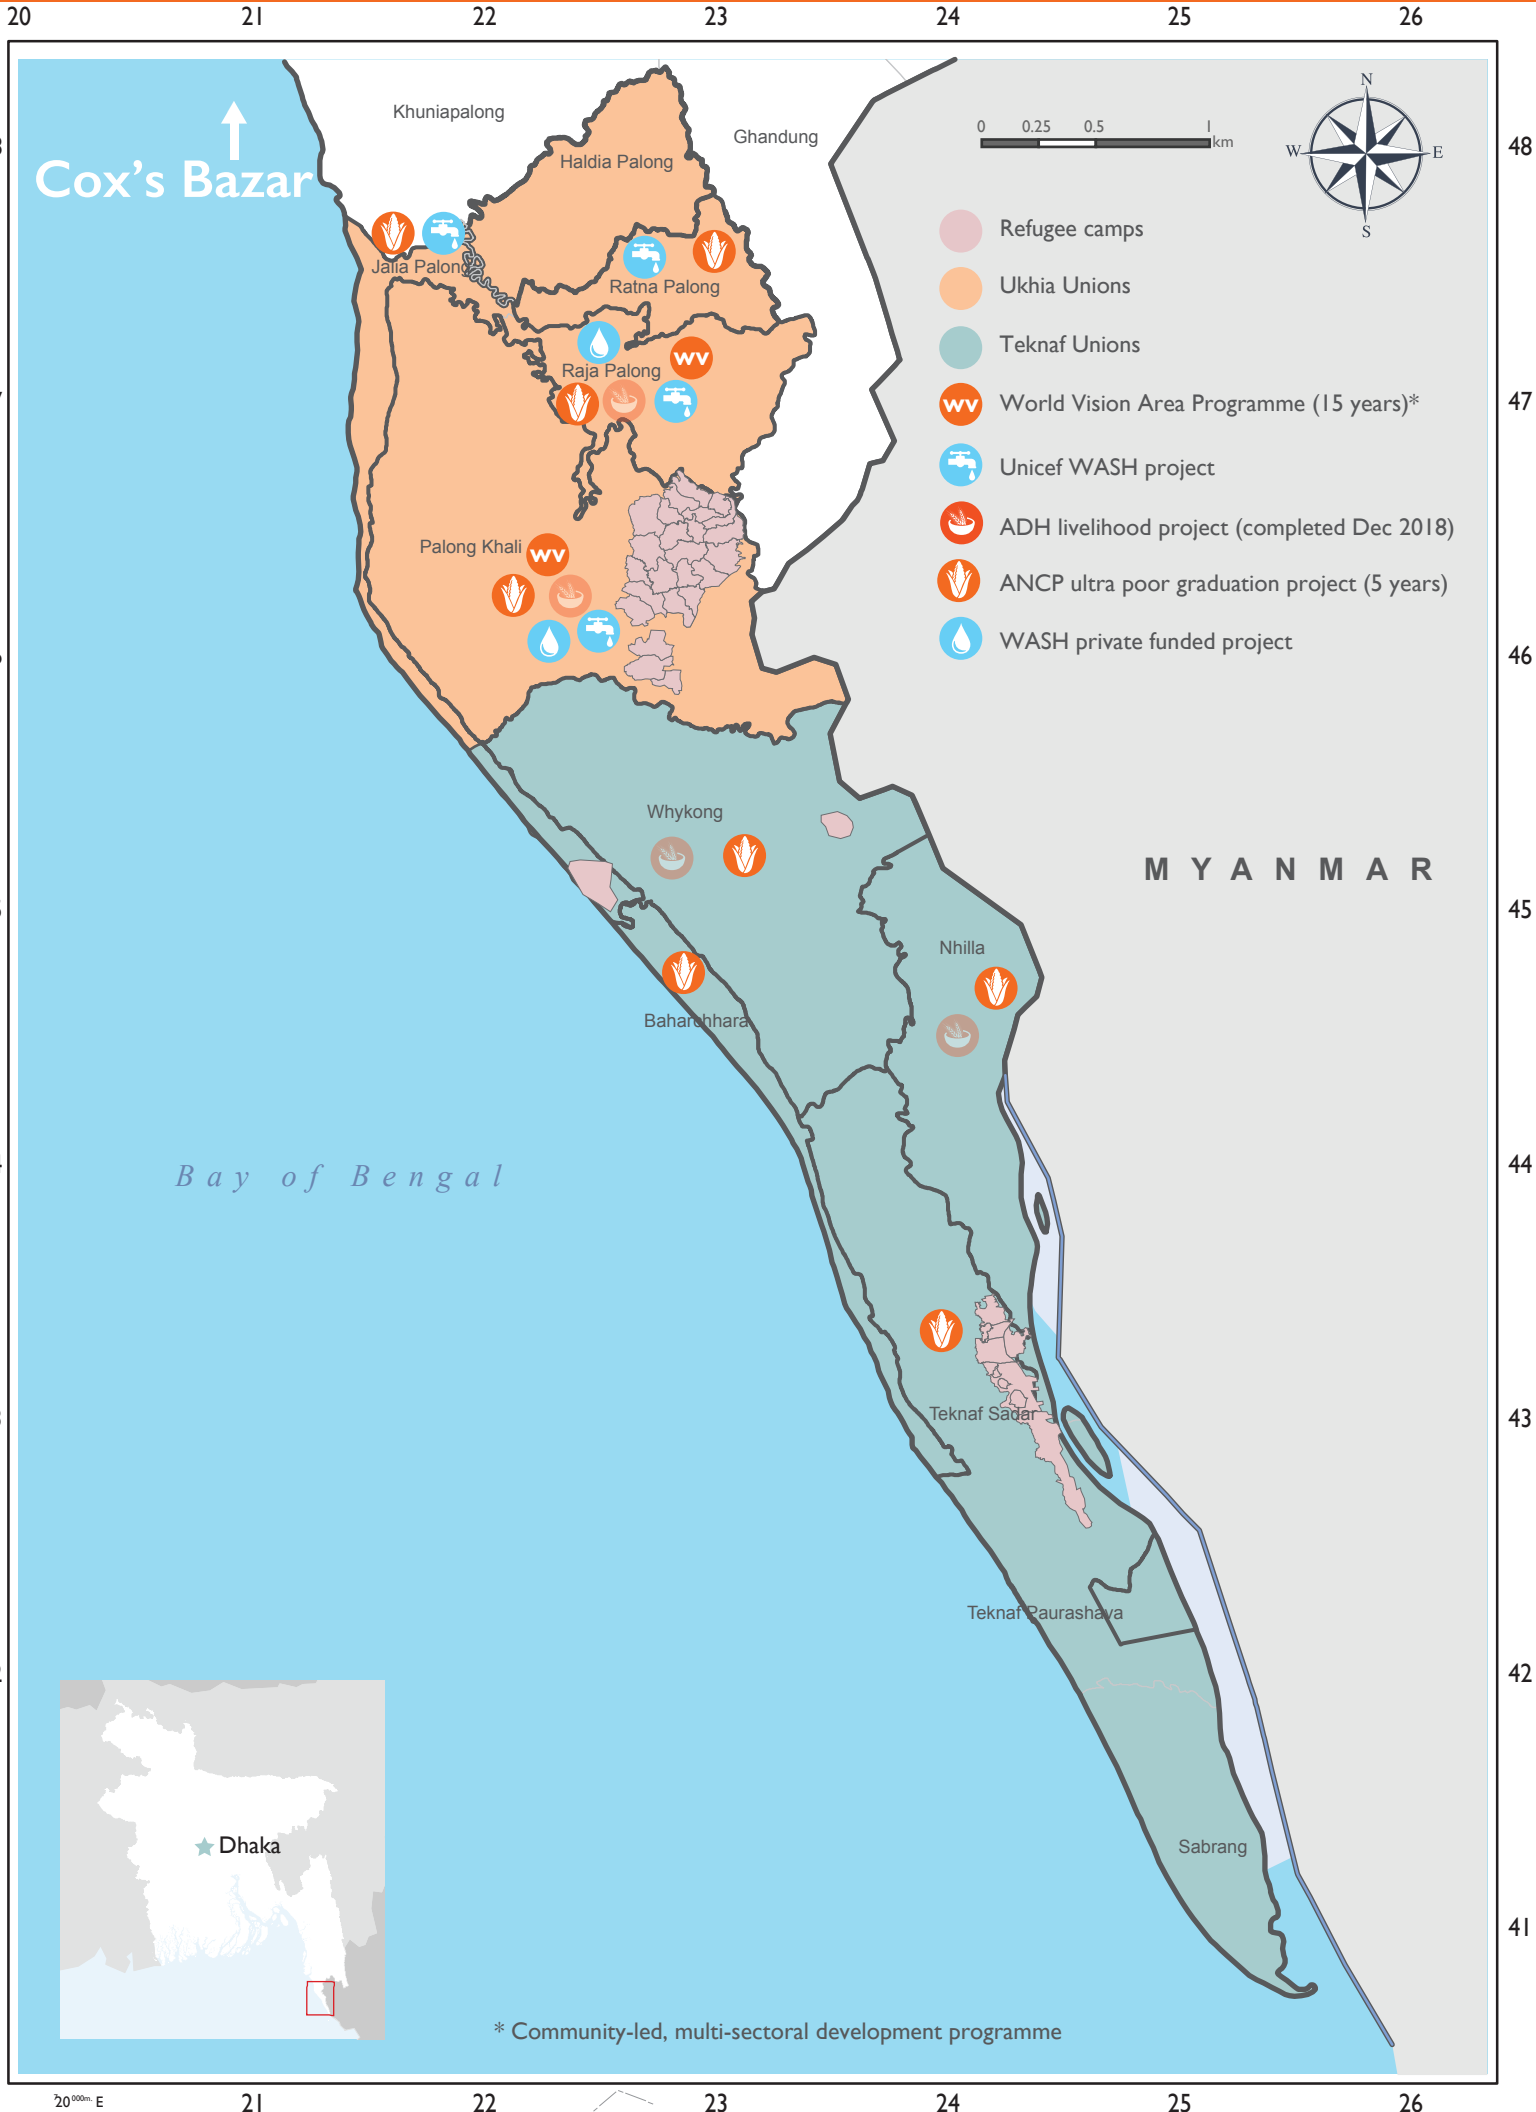 20 21 22 23 24 25 26
Khuniapalong
Ghandung
0 0.25 0.5 1
km
N
W E
S
48
Haldia Palong
Cox's Bazar
Refugee camps
Jalia Palong
Ratna Palong
Ukhia Unions
Teknaf Unions
Raja Palong
wv
wv World Vision Area Programme (15 years)*
47
Unicef WASH project
ADH livelihood project (completed Dec 2018)
Palong Khali
wv
ANCP ultra poor graduation project (5 years)
WASH private funded project
46
Whykong
MYANMAR
45
Nhilla
Baharchhara
Bay of Bengal
44
Teknaf Sadar
43
Teknaf Paurashava
42
Dhaka
Sabrang
41
* Community-led, multi-sectoral development programme
⁷20 000m. E 21 22 23 24 25 26